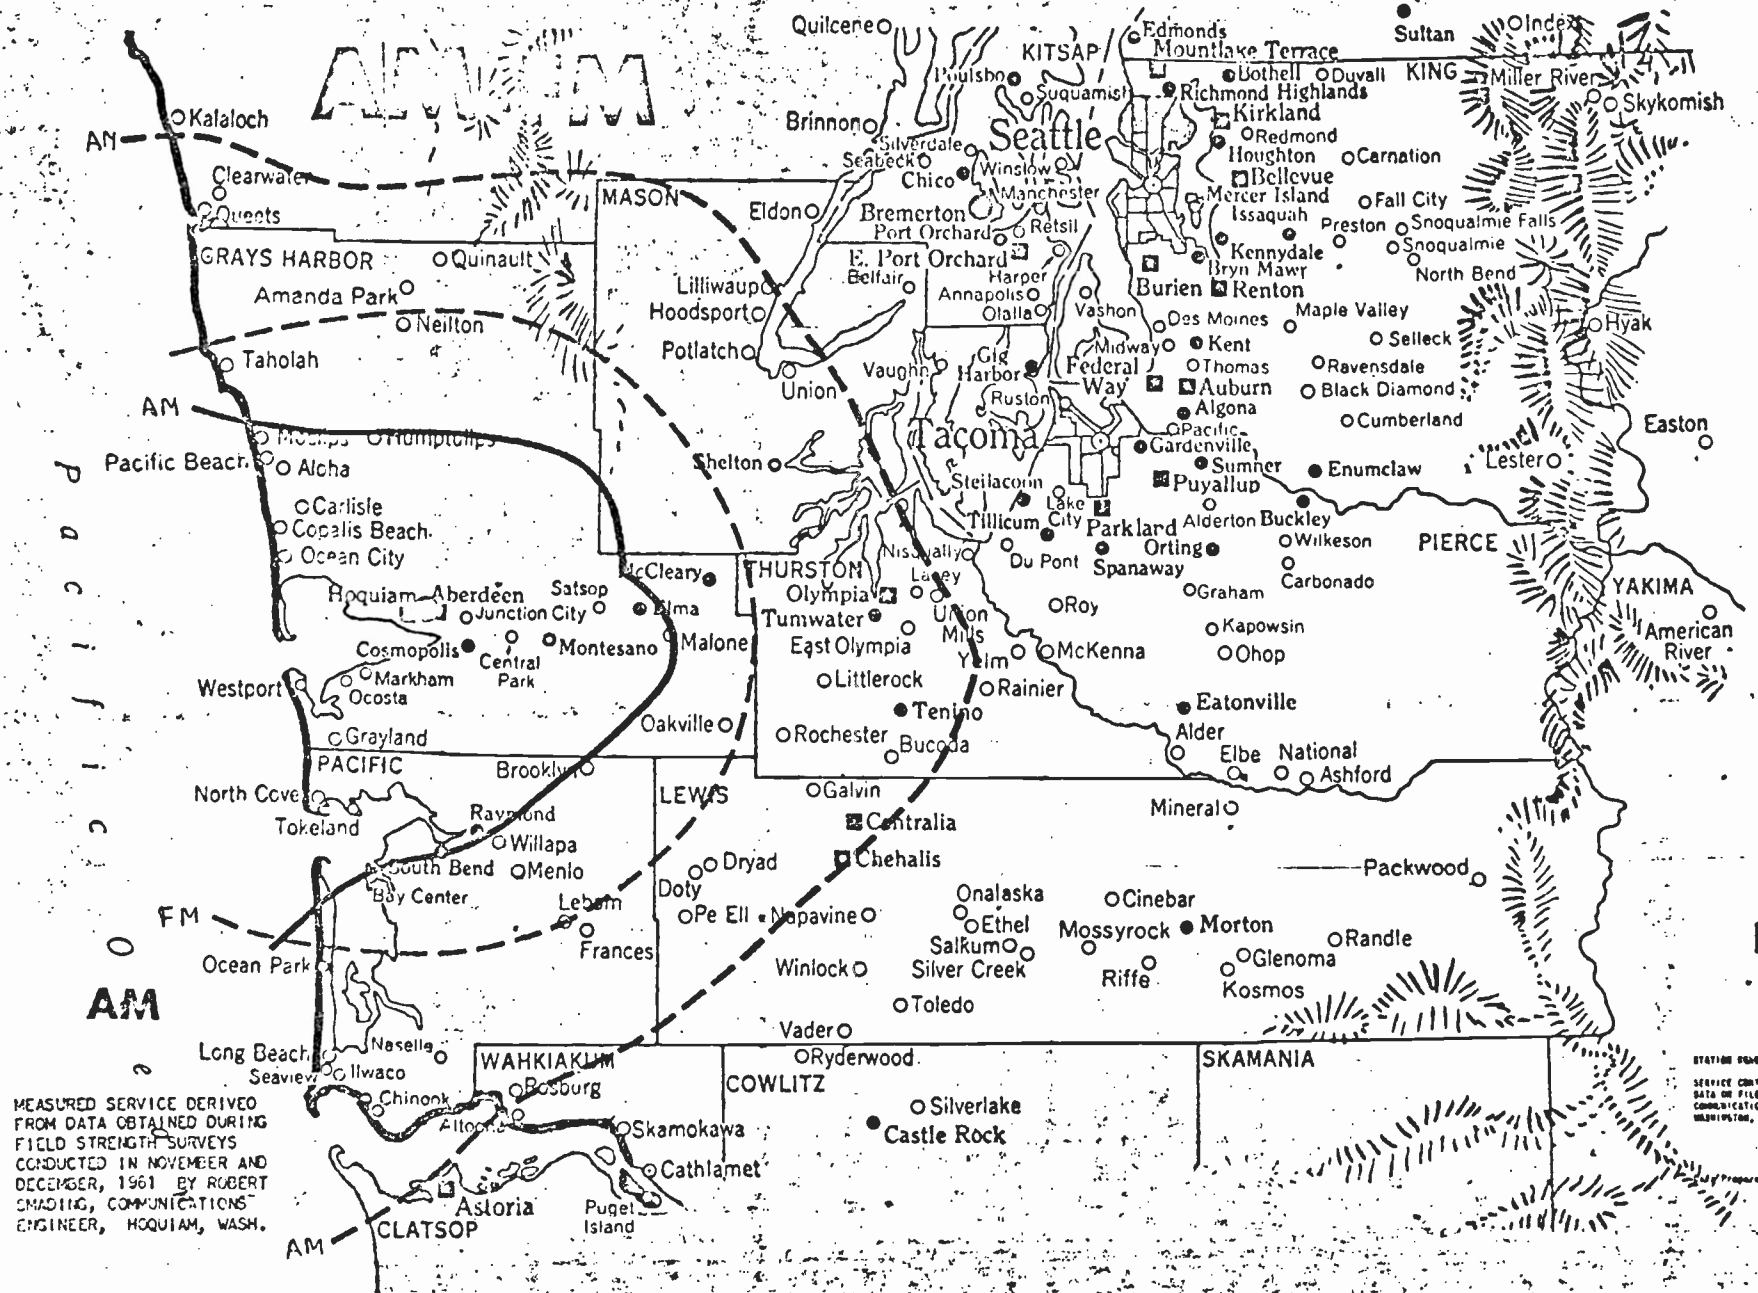 Quilcene
Edmonds
Sultan
Index
KITSAP
Mountlake Terrace
Poulsbo
Bothell
Duvall
KING
Miller River
Suquamish
Richmond Highlands
Skykomish
AM FM
Kalaloch
Brinnon
Seattle
Kirkland
Redmond
AM
Silverdale
Seabeck
Winslow
Houghton
Carnation
Clearwater
Chico
Bellevue
MASON
Manchester
Mercer Island
Fall City
Queets
Eldon
Bremerton
Issaquah
Port Orchard
Retsil
Preston
Snoqualmie Falls
Snoqualmie
GRAYS HARBOR
Quinault
E. Port Orchard
Kennydale
Bryn Mawr
North Bend
Belfair
Harper
Amanda Park
Lilliwaup
Annapolis
Burien
Renton
Hoodsport
Olalla
Vashon
Des Moines
Maple Valley
Neilton
Hyak
Potlatch
Midway
Kent
Selleck
Taholah
Vaughn
Gig
Harbor
Federal
Way
Thomas
Ravensdale
Union
Auburn
Black Diamond
AM
Ruston
Algona
Cumberland
Easton
Moclips
Humptulips
Tacoma
Pacific
Gardenville
Pacific Beach
Aloha
Shelton
Sumner
Enumclaw
Lester
Steilacoom
Puyallup
Carlisle
Lake
City
Copalis Beach
Tillicum
Parkland
Alderton
Buckley
Ocean City
Nisqually
Du Pont
Orting
Wilkeson
PIERCE
McCleary
THURSTON
Lacey
Spanaway
Carbonado
YAKIMA
Hoquiam
Aberdeen
Satsop
Olympia
Graham
Junction City
Elma
Tumwater
Union
Mills
Roy
Kapowsin
American
River
Cosmopolis
Central
Park
Montesano
Malone
East Olympia
Yelm
McKenna
Ohop
Westport
Markham
Ocosta
Littlerock
Rainier
Eatonville
Grayland
Oakville
Rochester
Tenino
Bucoda
Alder
Elbe
National
Ashford
PACIFIC
Brooklyn
North Cove
LEWIS
Galvin
Mineral
Tokeland
Raymond
Centralia
Willapa
South Bend
Menlo
Dryad
Doty
Chehalis
Packwood
Bay Center
FM
Lebam
Pe Ell
Napavine
Onalaska
Cinebar
Ethel
Mossyrock
Morton
Frances
Salkum
Randle
Ocean Park
Winlock
Silver Creek
Riffe
Glenoma
Kosmos
Toledo
Pacific Oce
AM
Vader
Long Beach
Naselle
WAHKIAKUM
Ryderwood
SKAMANIA
Seaview
Ilwaco
Rosburg
COWLITZ
Chinook
Silverlake
Altoona
Skamokawa
Castle Rock
Cathlamet
Astoria
Puget
Island
CLATSOP
AM
MEASURED SERVICE DERIVED
FROM DATA OBTAINED DURING
FIELD STRENGTH SURVEYS
CONDUCTED IN NOVEMBER AND
DECEMBER, 1961 BY ROBERT
SMADING, COMMUNICATIONS
ENGINEER, HOQUIAM, WASH.